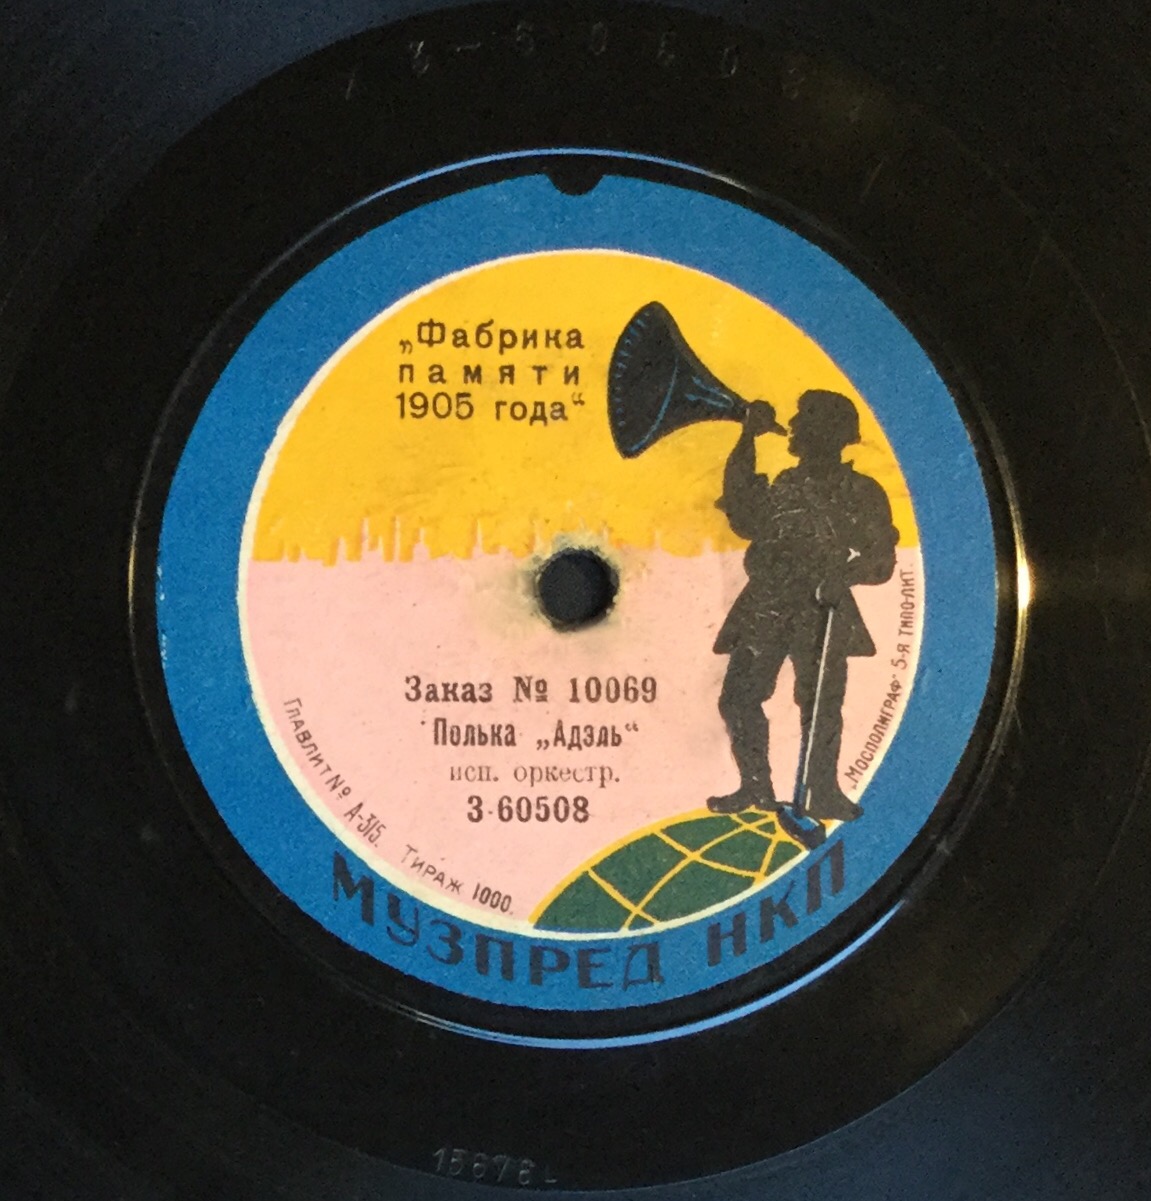 „Фабрика
памяти
1905 года“
Заказ № 10069
Полька „Адэль“
исп. оркестр.
3-60508
Главлит № А-315. Тираж 1000.
„Мосполиграф“ 5-я типо-лит.
МУЗПРЕД НКП